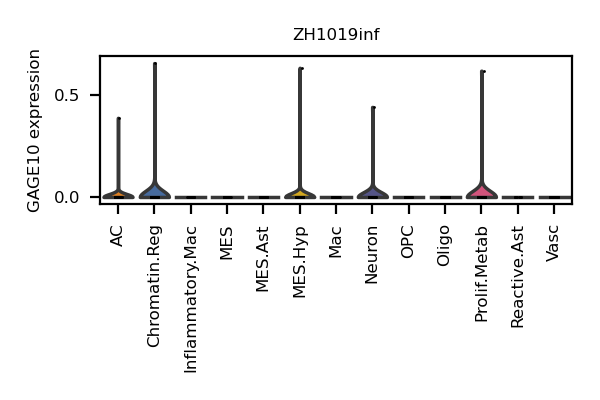 ZH1019inf
GAGE10 expression
0.5
0.0
AC
Chromatin.Reg
Inflammatory.Mac
MES
MES.Ast
MES.Hyp
Mac
Neuron
OPC
Oligo
Prolif.Metab
Reactive.Ast
Vasc